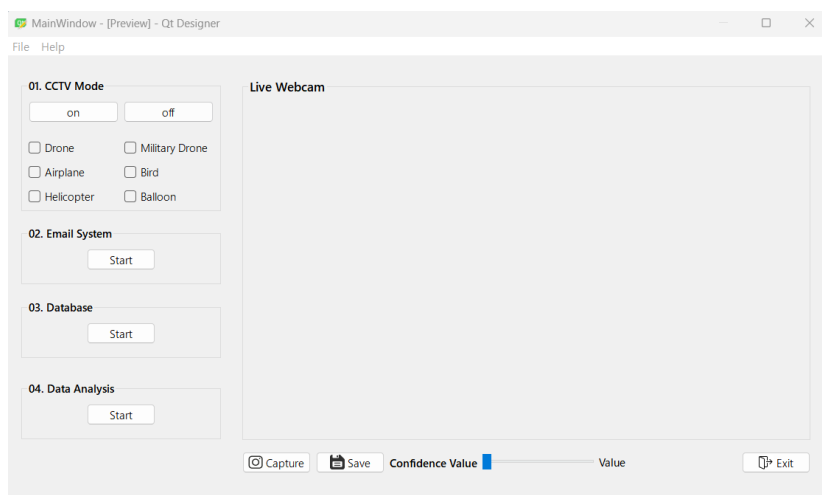 MainWindow - [Preview] - Qt Designer
File Help
01. CCTV Mode
on off
Drone Military Drone
Airplane Bird
Helicopter Balloon
02. Email System
Start
03. Database
Start
04. Data Analysis
Start
Live Webcam
Capture Save Confidence Value Value Exit